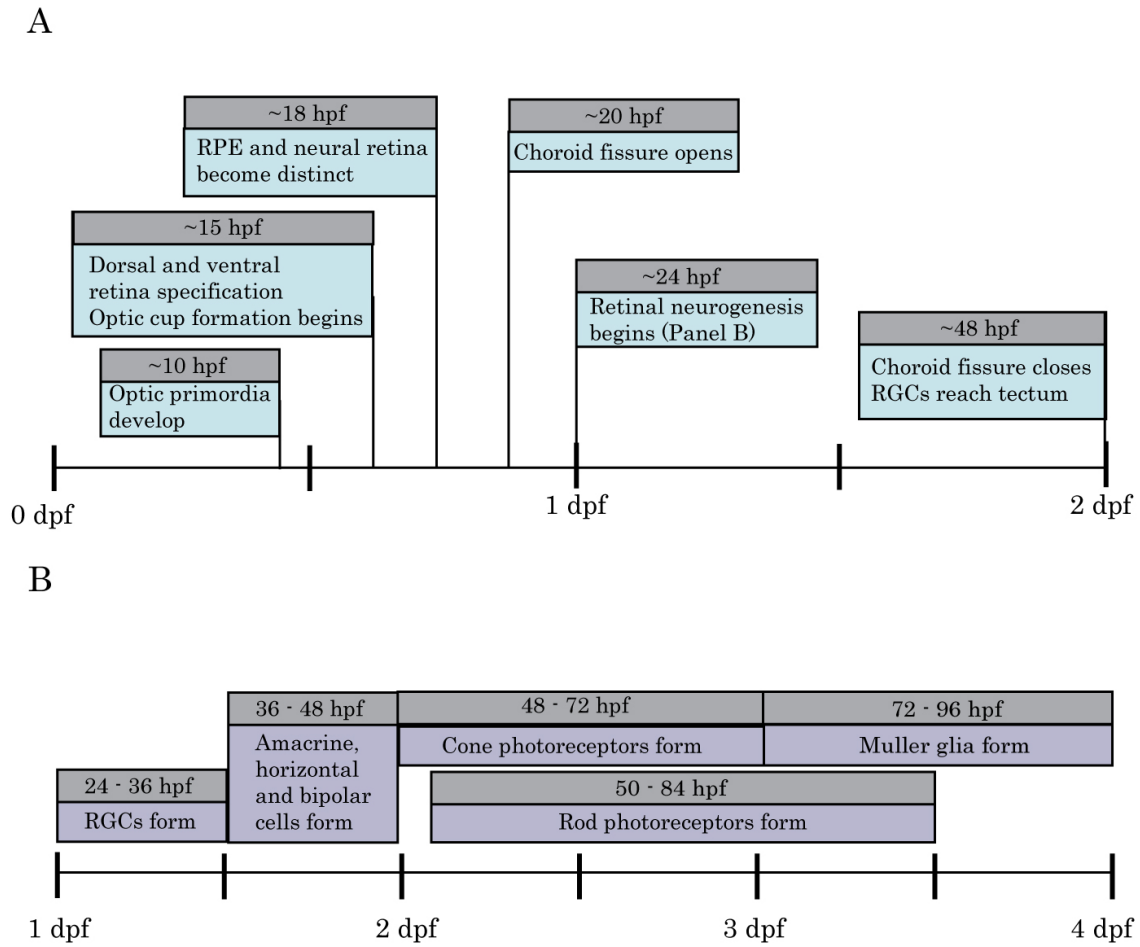 A
~18 hpf
RPE and neural retina
become distinct
~20 hpf
Choroid fissure opens
~15 hpf
Dorsal and ventral
retina specification
Optic cup formation begins
~24 hpf
Retinal neurogenesis
begins (Panel B)
~48 hpf
Choroid fissure closes
RGCs reach tectum
~10 hpf
Optic primordia
develop
0 dpf
1 dpf
2 dpf
B
36 - 48 hpf
Amacrine,
horizontal
and bipolar
cells form
48 - 72 hpf
Cone photoreceptors form
72 - 96 hpf
Muller glia form
24 - 36 hpf
RGCs form
50 - 84 hpf
Rod photoreceptors form
1 dpf
2 dpf
3 dpf
4 dpf